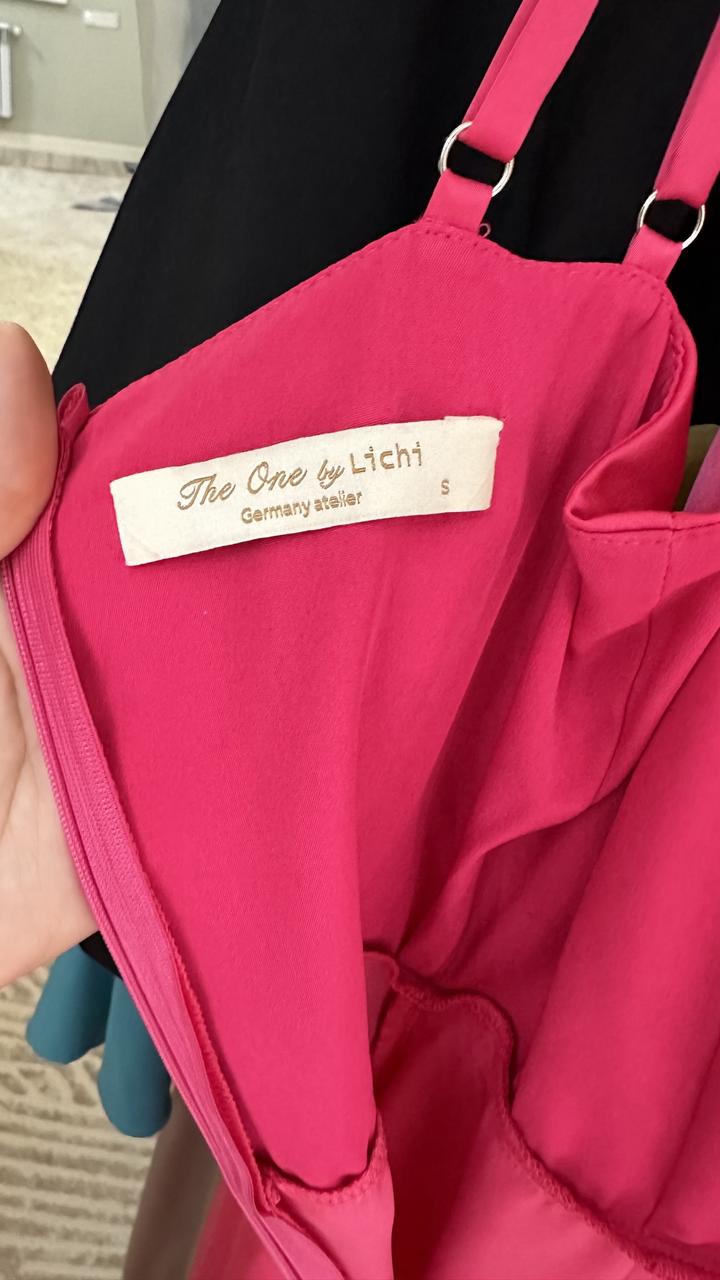 The One by Lichi
Germany atelier
S